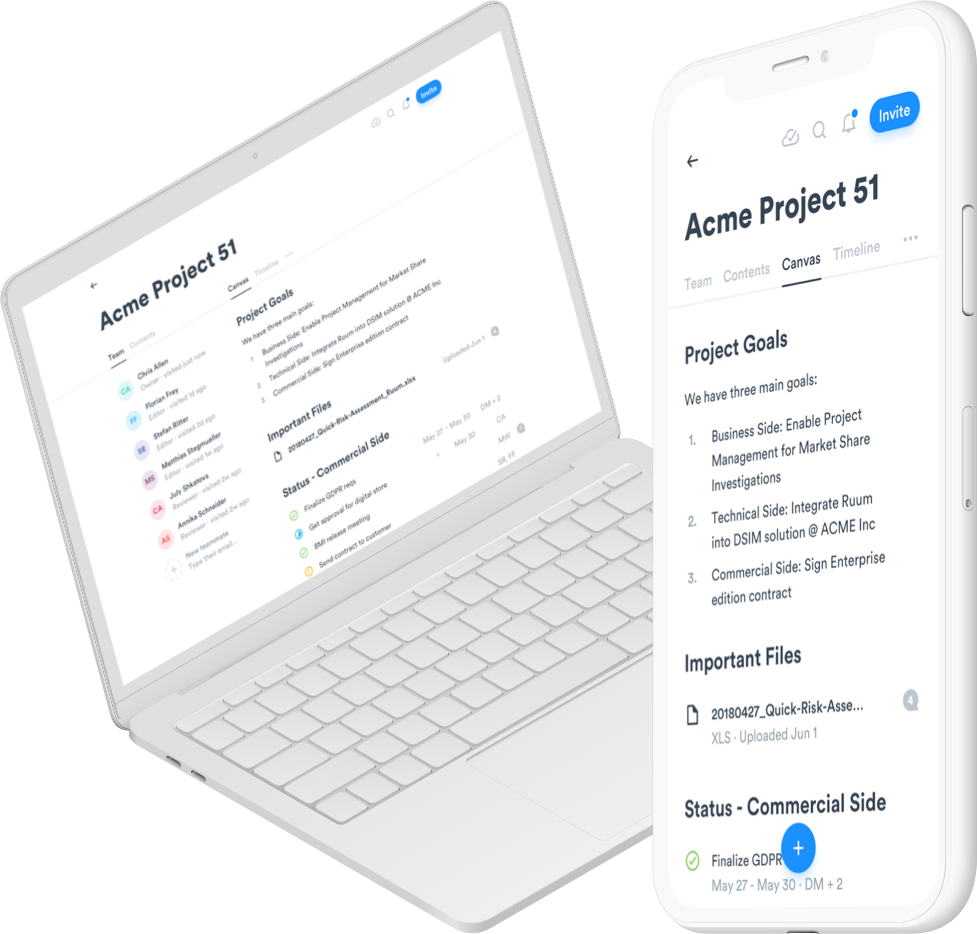 Invite
Acme Project 51
Team Contents
Canvas Timeline ...
CA Chris Allen
Owner · visited just now
FF Florian Frey
Editor · visited 1d ago
SR Stefan Ritter
Editor · visited 2d ago
MS Matthias Stegmueller
Editor · visited 1w ago
CA July Shkatova
Reviewer · visited 2w ago
AS Annika Schneider
Reviewer · visited 2w ago
+ New teammate
Type their email...
Project Goals
We have three main goals:
1 Business Side: Enable Project Management for Market Share
Investigations
2 Technical Side: Integrate Ruum into DSIM solution @ ACME Inc
3 Commercial Side: Sign Enterprise edition contract
Important Files
20180427_Quick-Risk-Assessment_Ruum.xlsx
Uploaded Jun 1
Status - Commercial Side
Finalize GDPR reqs May 27 - May 30 DM + 2
Get approval for digital store May 30 CA
BMI release meeting MW
Send contract to customer SR, FF
Invite
Acme Project 51
Team Contents Canvas Timeline ...
Project Goals
We have three main goals:
1. Business Side: Enable Project
Management for Market Share
Investigations
2. Technical Side: Integrate Ruum
into DSIM solution @ ACME Inc
3. Commercial Side: Sign Enterprise
edition contract
Important Files
20180427_Quick-Risk-Asse... 4
XLS · Uploaded Jun 1
Status - Commercial Side
Finalize GDPR +
May 27 - May 30 · DM + 2